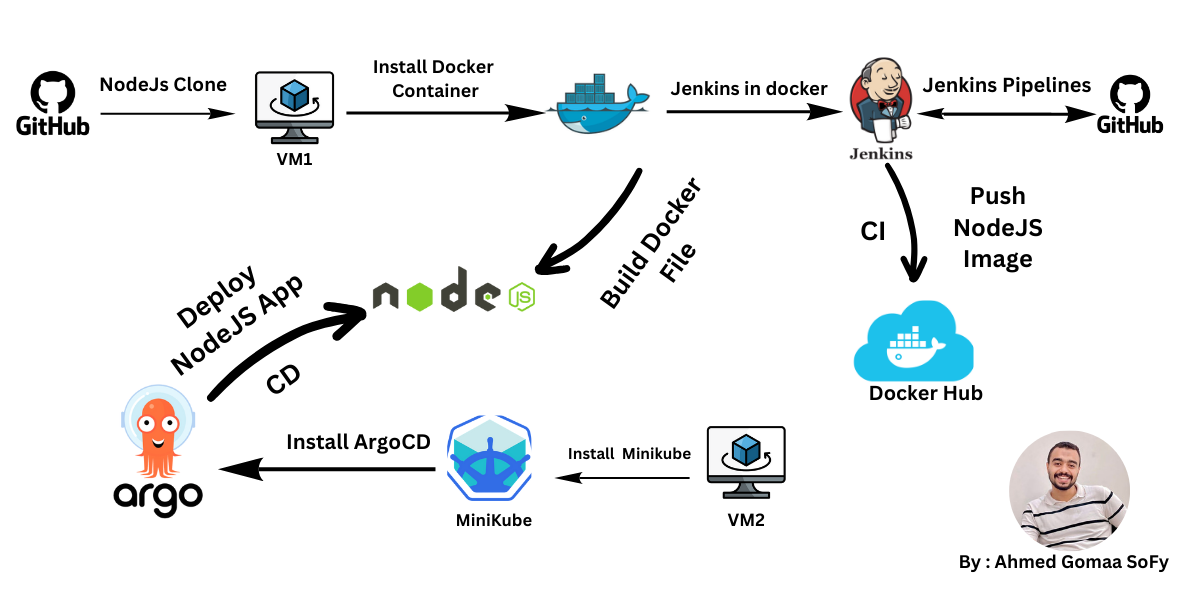 GitHub
NodeJs Clone
VM1
Install Docker
Container
Jenkins in docker
Jenkins
Jenkins Pipelines
GitHub
Build Docker
File
CI
Push
NodeJS
Image
node
JS
Deploy
NodeJS App
CD
Docker Hub
argo
Install ArgoCD
MiniKube
Install Minikube
VM2
By : Ahmed Gomaa SoFy